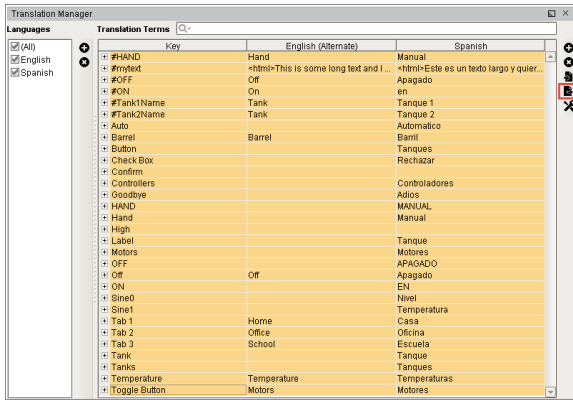 Translation Manager
Languages Translation Terms
(All)
English
Spanish
Key English (Alternate) Spanish
#HAND Hand Manual
#mytext <html>This is some long text and I ... <html>Este es un texto largo y quier...
#OFF Off Apagado
#ON On en
#Tank1Name Tank Tanque 1
#Tank2Name Tank Tanque 2
Auto Automatico
Barrel Barrel Barril
Button Tanques
Check Box Rechazar
Confirm
Controllers Controladores
Goodbye Adios
HAND MANUAL
Hand Manual
High
Label Tanque
Motors Motores
OFF APAGADO
Off Off Apagado
ON EN
Sine0 Nivel
Sine1 Temperatura
Tab 1 Home Casa
Tab 2 Office Oficina
Tab 3 School Escuela
Tank Tanque
Tanks Tanques
Temperature Temperature Temperaturas
Toggle Button Motors Motores